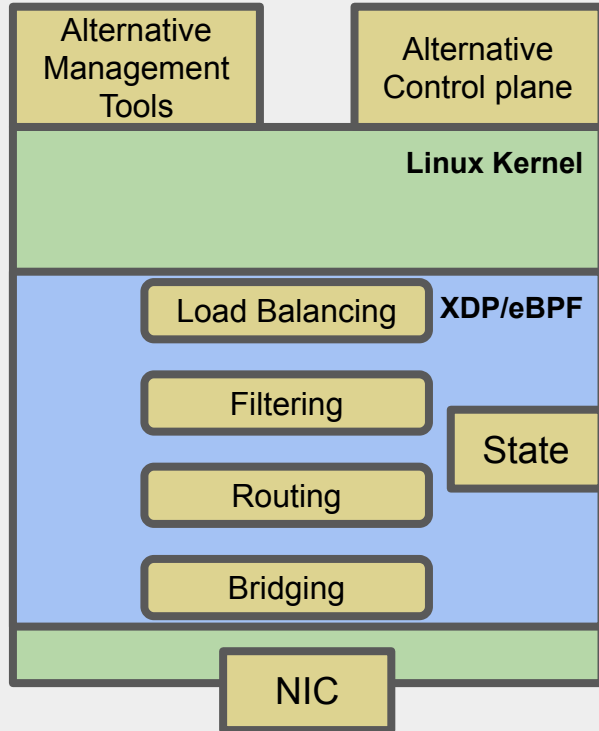 Alternative
Management
Tools
Alternative
Control plane
Linux Kernel
Load Balancing
XDP/eBPF
Filtering
State
Routing
Bridging
NIC